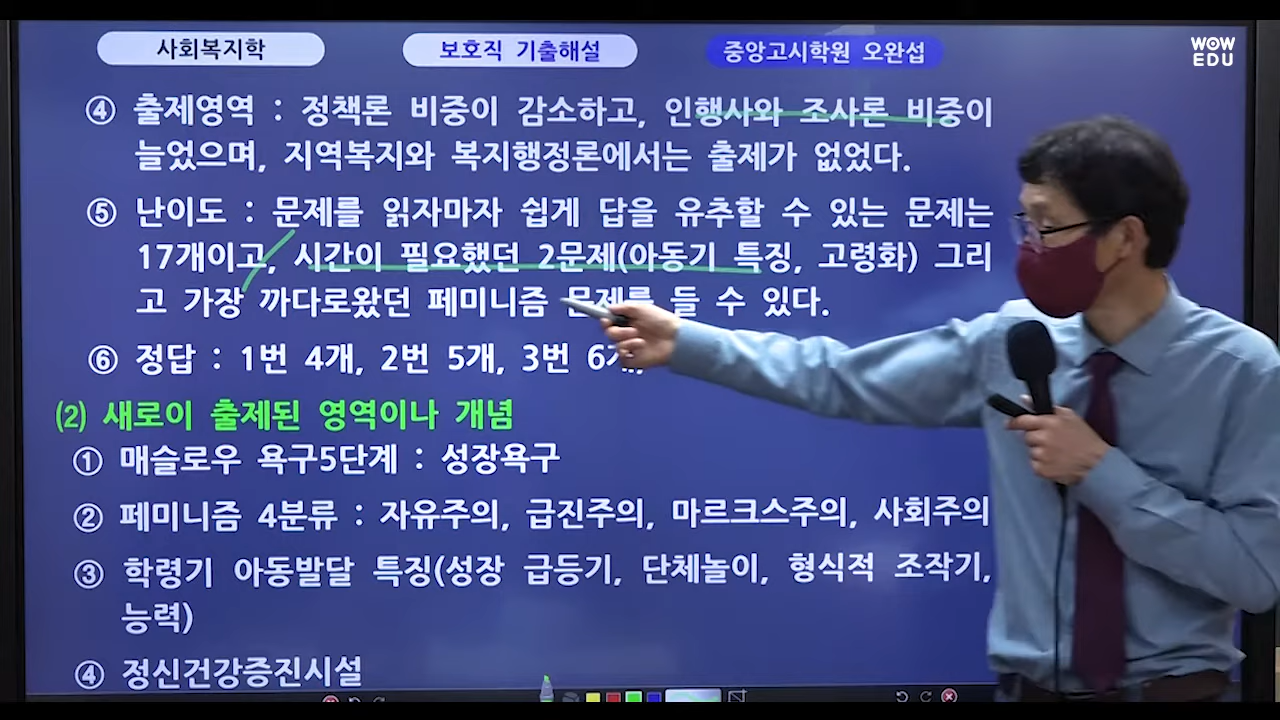 사회복지학
보호직 기출해설
중앙고시학원 오완섭
WOW
EDU
④ 출제영역 : 정책론 비중이 감소하고, 인행사와 조사론 비중이
늘었으며, 지역복지와 복지행정론에서는 출제가 없었다.
⑤ 난이도 : 문제를 읽자마자 쉽게 답을 유추할 수 있는 문제는
17개이고, 시간이 필요했던 2문제(아동기 특징, 고령화) 그리
고 가장 까다로왔던 페미니즘 문제를 들 수 있다.
⑥ 정답 : 1번 4개, 2번 5개, 3번 6개,
(2) 새로이 출제된 영역이나 개념
① 매슬로우 욕구5단계 : 성장욕구
② 페미니즘 4분류 : 자유주의, 급진주의, 마르크스주의, 사회주의
③ 학령기 아동발달 특징(성장 급등기, 단체놀이, 형식적 조작기,
능력)
④ 정신건강증진시설